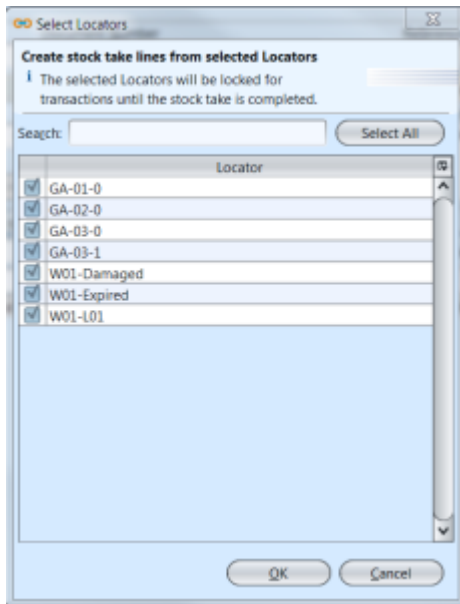 Select Locators
Create stock take lines from selected Locators
i The selected Locators will be locked for
transactions until the stock take is completed.
Search:
Select All
Locator
GA-01-0
GA-02-0
GA-03-0
GA-03-1
W01-Damaged
W01-Expired
W01-L01
OK
Cancel